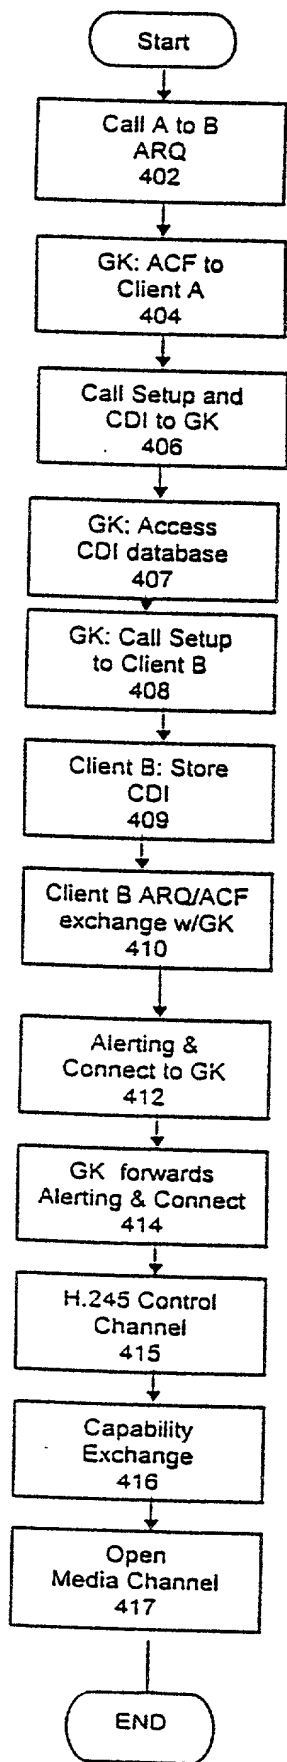 Start
Call A to B
ARQ
402
GK: ACF to
Client A
404
Call Setup and
CDI to GK
406
GK: Access
CDI database
407
GK: Call Setup
to Client B
408
Client B: Store
CDI
409
Client B ARQ/ACF
exchange w/GK
410
Alerting &
Connect to GK
412
GK forwards
Alerting & Connect
414
H.245 Control
Channel
415
Capability
Exchange
416
Open
Media Channel
417
END